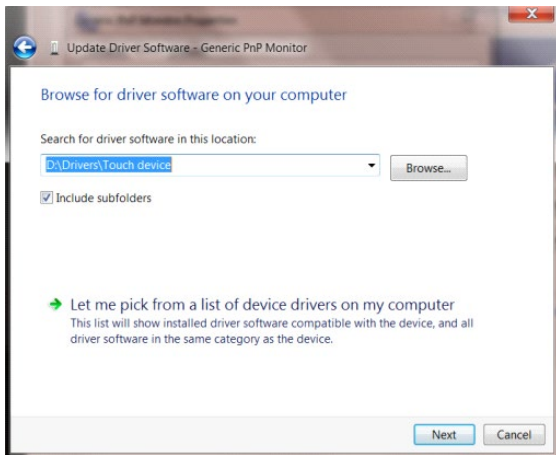 Update Driver Software - Generic PnP Monitor
Browse for driver software on your computer
Search for driver software in this location:
D:\Drivers\Touch device
Browse...
Include subfolders
Let me pick from a list of device drivers on my computer
This list will show installed driver software compatible with the device, and all
driver software in the same category as the device.
Next
Cancel